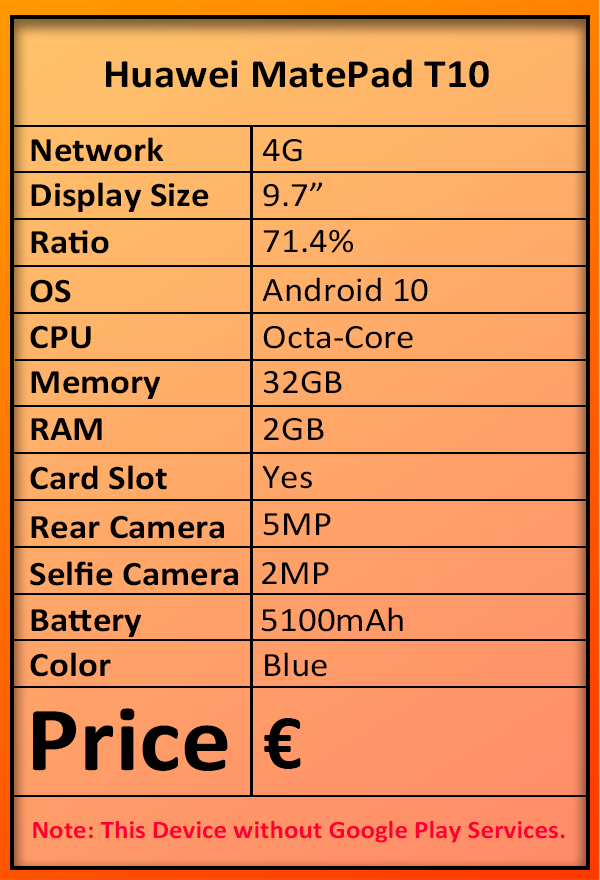 Huawei MatePad T10
Network 4G
Display Size 9.7”
Ratio 71.4%
OS Android 10
CPU Octa-Core
Memory 32GB
RAM 2GB
Card Slot Yes
Rear Camera 5MP
Selfie Camera 2MP
Battery 5100mAh
Color Blue
Price €
Note: This Device without Google Play Services.